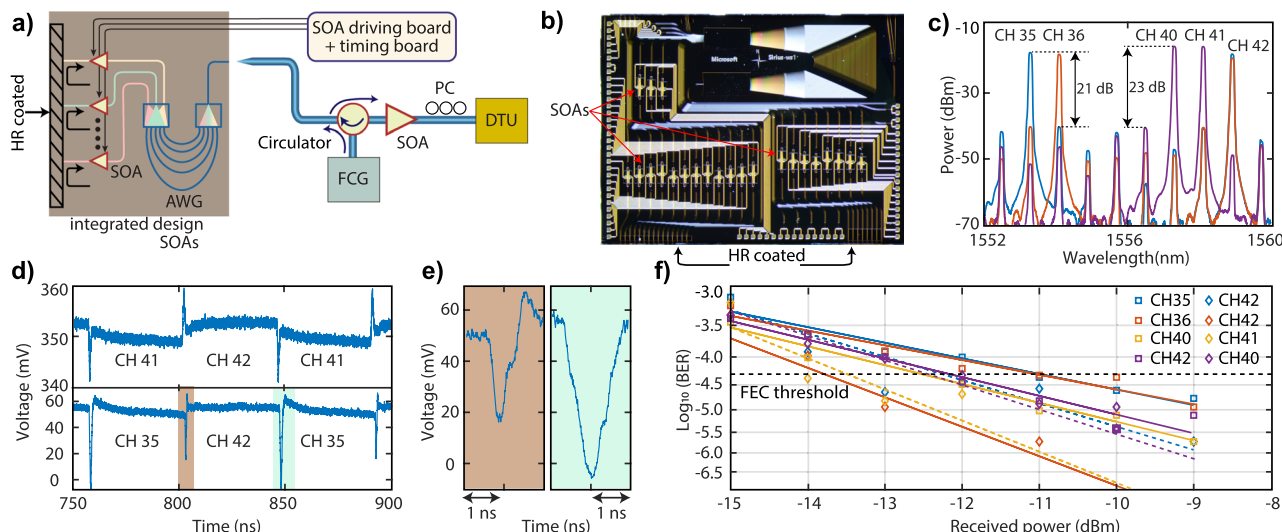 a)
SOA driving board
+ timing board
HR coated
SOA
AWG
integrated design
SOAs
Circulator
FCG
SOA
PC
DTU
b)
Microsoft
Sirius-ws1
SOAs
HR coated
c)
Power (dBm)
-10
-30
-50
-70
CH 35
CH 36
CH 40
CH 41
CH 42
21 dB
23 dB
1552
1556
1560
Wavelength(nm)
d)
Voltage (mV)
360
350
340
CH 41
CH 42
CH 41
Voltage (mV)
60
40
20
0
CH 35
CH 42
CH 35
750
800
850
900
Time (ns)
e)
Voltage (mV)
60
40
20
0
1 ns
1 ns
Time (ns)
f)
Log10 (BER)
-3.0
-3.5
-4.0
-4.5
-5.0
-5.5
-6.0
-6.5
FEC threshold
CH35
CH42
CH36
CH42
CH40
CH41
CH42
CH40
-15
-14
-13
-12
-11
-10
-9
-8
Received power (dBm)